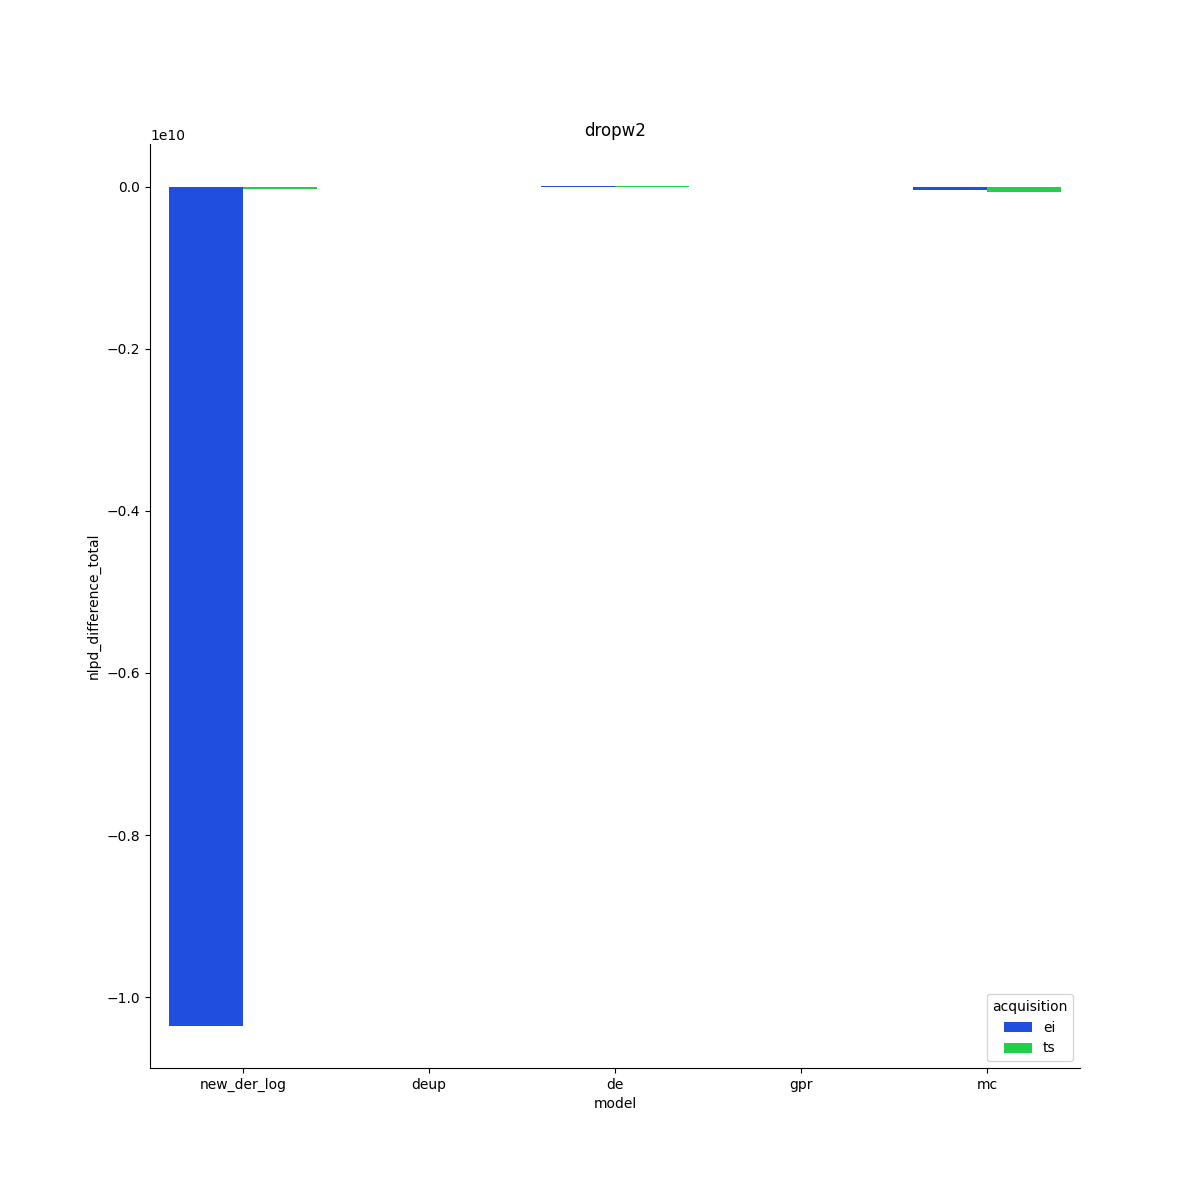 dropw2
1e10
0.0
−0.2
−0.4
−0.6
−0.8
−1.0
nlpd_difference_total
new_der_log deup de gpr mc
model
acquisition
ei
ts